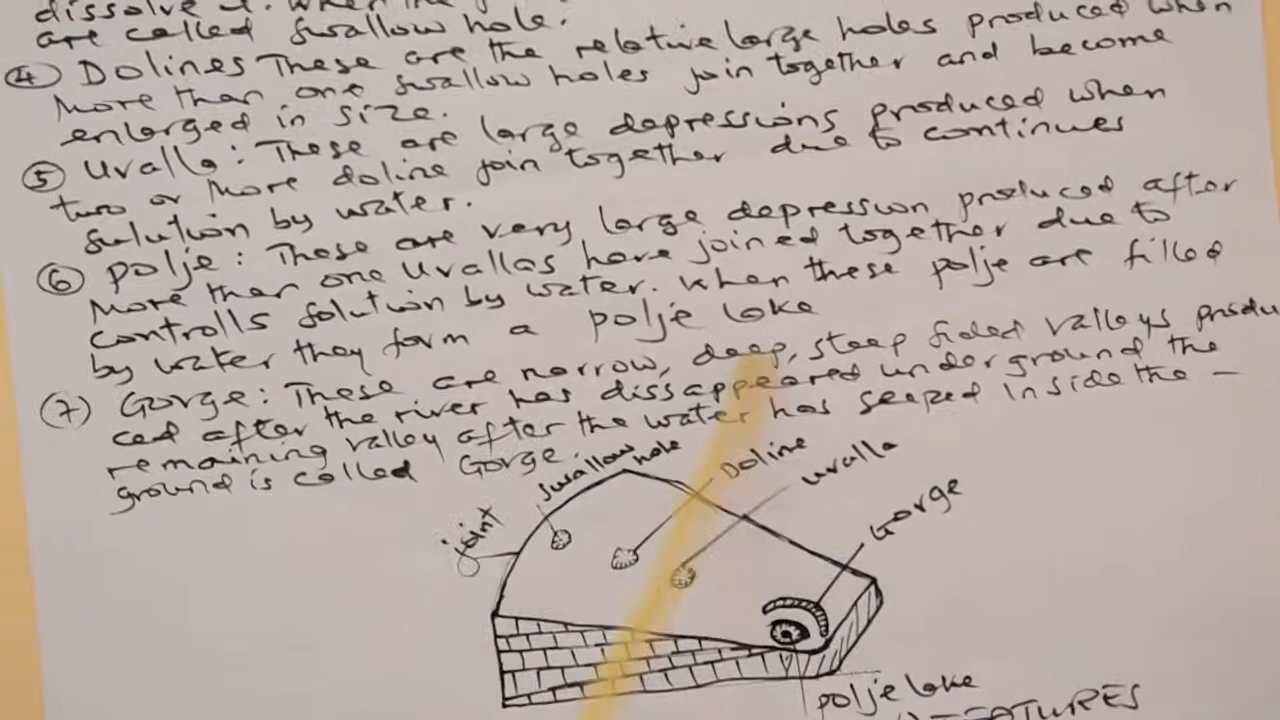 dissolve it. when the
are called swallow hole.
④ Dolines These are the relative large holes produced when
More than one swallow holes join together and become
enlarged in size.
⑤ Uvalla: These are large depressions produced when
two or more doline join together due to continues
solution by water.
⑥ polje: These are very large depression produced after
More than one Uvallas have joined together due to
controlls solution by water. when these polje are filled
by water they form a polje lake
(7) Gorge: These are narrow, deep, steep sided valleys produ
ced after the river has dissappeared underground the
remaining valley after the water has seeped inside the -
ground is called Gorge.
joint
swallow hole
Doline
uvalla
Gorge
polje lake
FEATURES